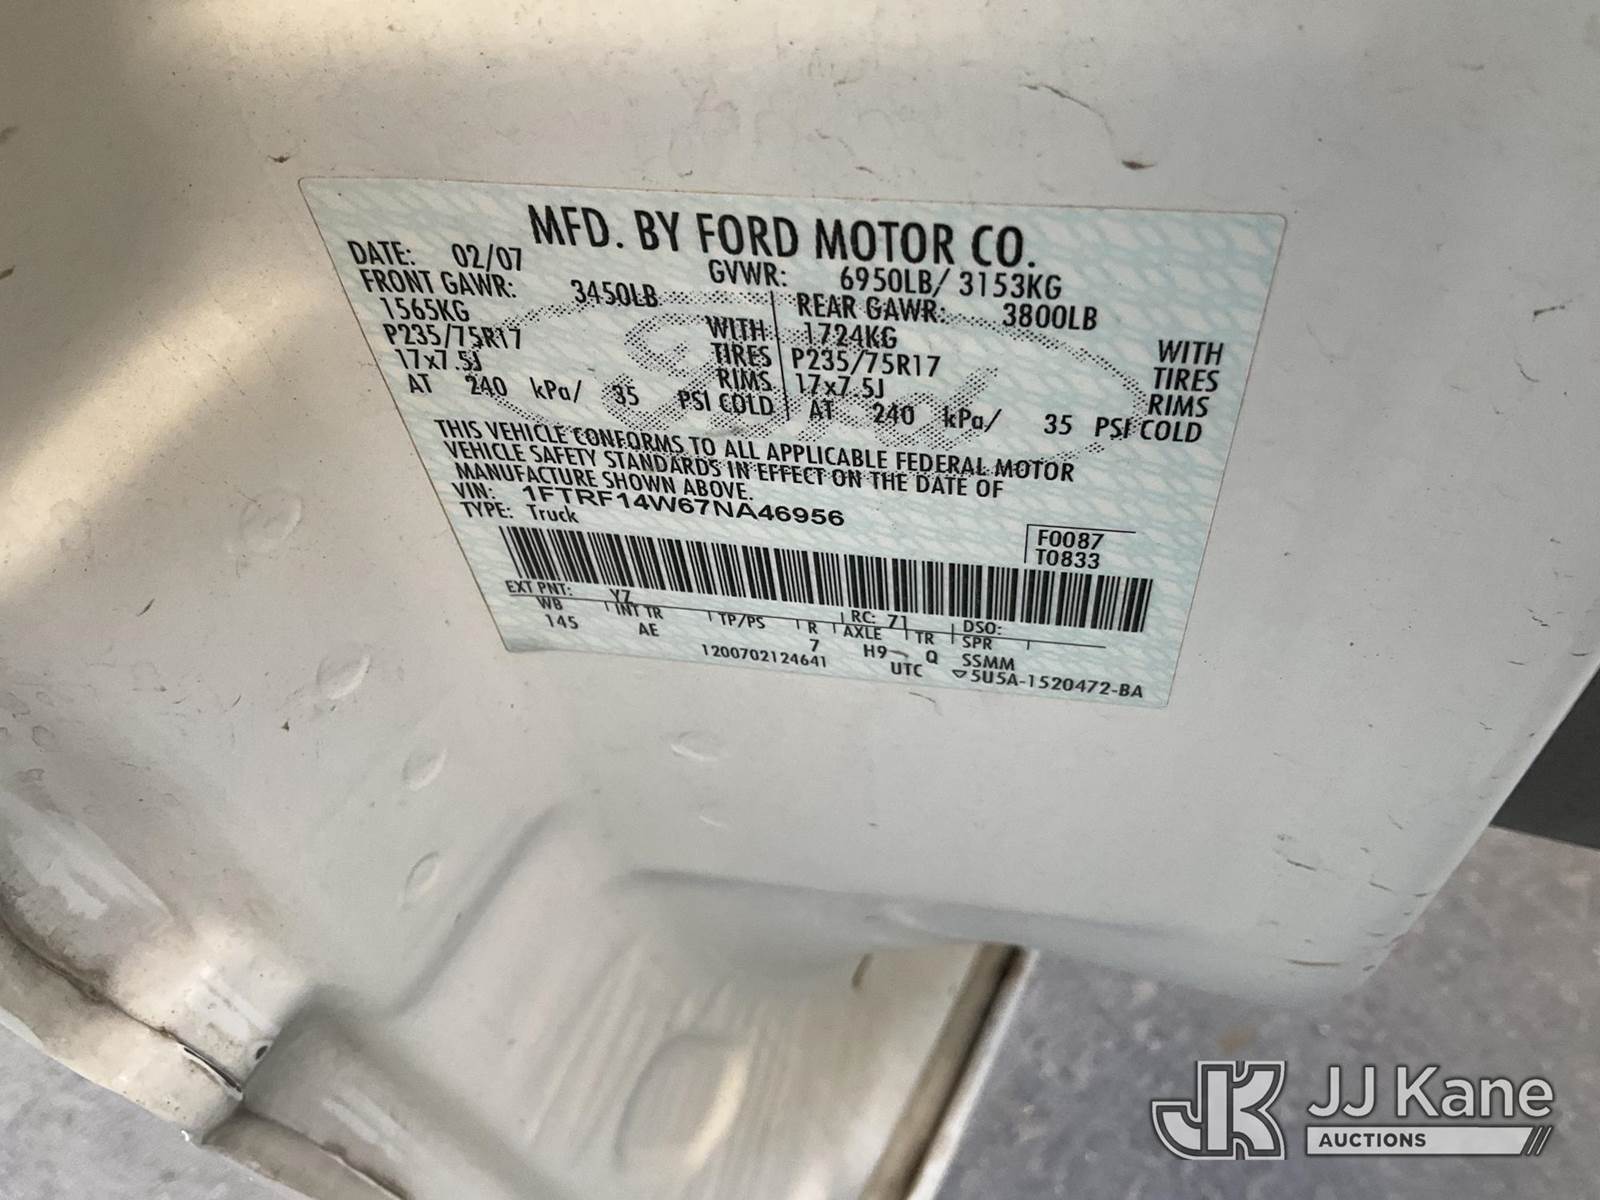 MFD. BY FORD MOTOR CO.
DATE: 02/07 GVWR: 6950LB/ 3153KG
FRONT GAWR: 3450LB REAR GAWR: 3800LB
1565KG WITH 1724KG WITH
P235/75R17 TIRES P235/75R17 TIRES
17x7.5J RIMS 17x7.5J RIMS
AT 240 kPa/ 35 PSI COLD AT 240 kPa/ 35 PSI COLD
THIS VEHICLE CONFORMS TO ALL APPLICABLE FEDERAL MOTOR
VEHICLE SAFETY STANDARDS IN EFFECT ON THE DATE OF
MANUFACTURE SHOWN ABOVE.
VIN: 1FTRF14W67NA46956
TYPE: Truck
F0087
T0833
EXT PNT: YZ RC: 71 DSO:
WB INT TR TP/PS R AXLE TR SPR
145 AE 7 H9 Q SSMM
1200702124641 UTC ▽5U5A-1520472-BA
Ford
JK JJ Kane
AUCTIONS